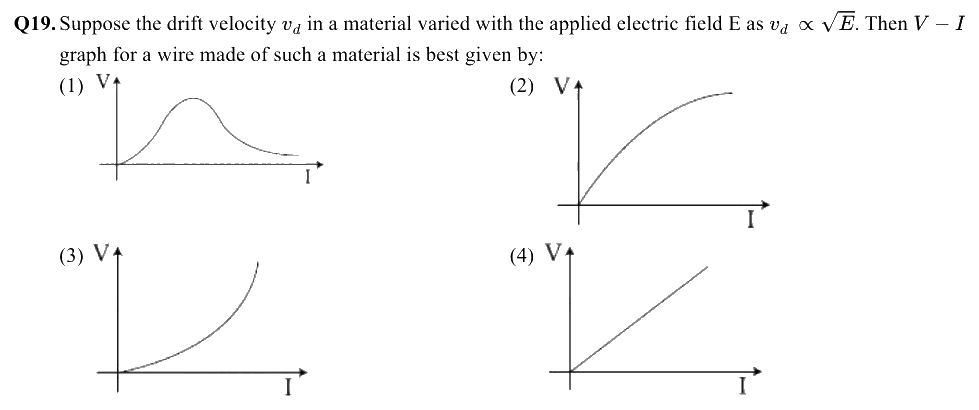 Q19. Suppose the drift velocity v_d in a material varied with the applied electric field E as v_d ∝ √E. Then V − I
graph for a wire made of such a material is best given by:
(1) V I
(2) V I
(3) V I
(4) V I